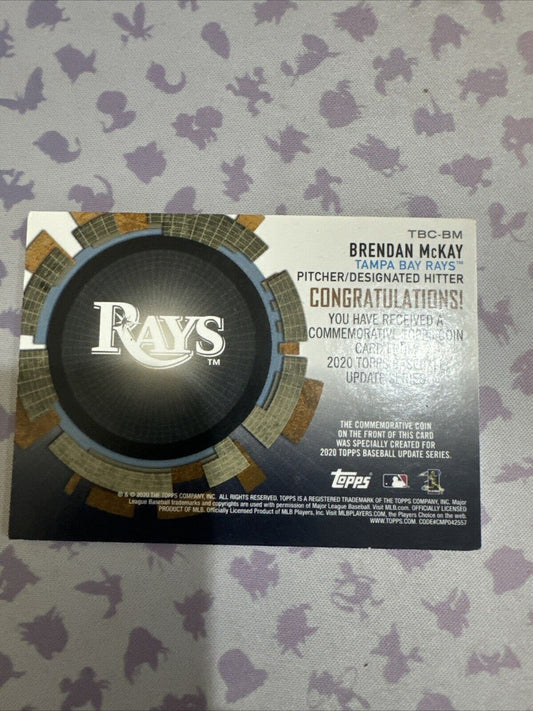 TBC-BM
BRENDAN McKAY
TAMPA BAY RAYS™
PITCHER/DESIGNATED HITTER
CONGRATULATIONS!
YOU HAVE RECEIVED A
COMMEMORATIVE COIN
CARD
2020 TOPPS BASEBALL
UPDATE SERIES
RAYS
TM
THE COMMEMORATIVE COIN
ON THE FRONT OF THIS CARD
WAS SPECIALLY CREATED FOR
2020 TOPPS BASEBALL UPDATE SERIES.
Topps
® & © 2020 THE TOPPS COMPANY, INC. ALL RIGHTS RESERVED. TOPPS IS A REGISTERED TRADEMARK OF THE TOPPS COMPANY, INC. Major
League Baseball trademarks and copyrights are used with permission of Major League Baseball. Visit MLB.com. OFFICIALLY LICENSED
PRODUCT OF MLB Players, Inc. Visit MLBPLAYERS.COM, the Players Choice on the web.
WWW.TOPPS.COM. CODE#CMP042557